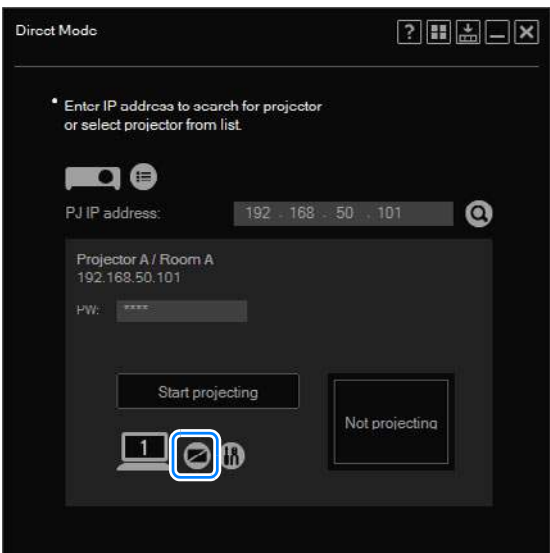 Direct Mode
?
Enter IP address to search for projector
or select projector from list.
PJ IP address: 192 . 168 . 50 . 101
Projector A / Room A
192.168.50.101
PW: ****
Start projecting
Not projecting
1